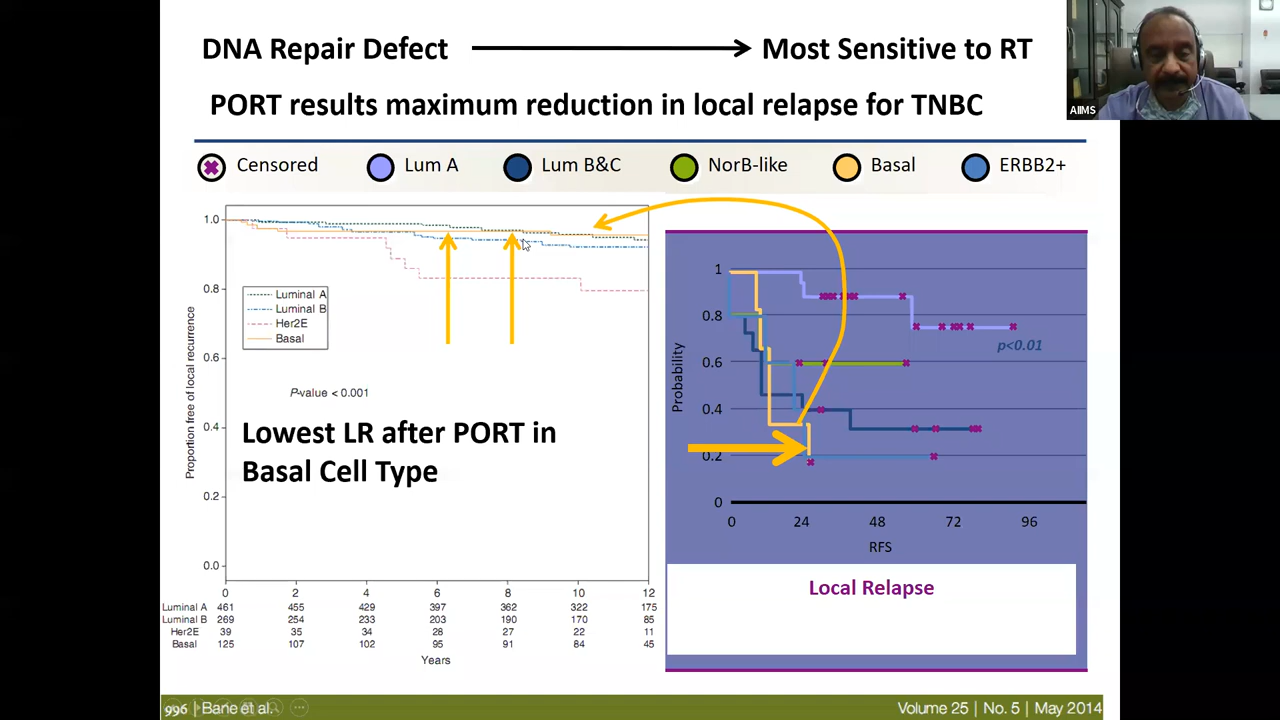 DNA Repair Defect
Most Sensitive to RT
AIIMS
PORT results maximum reduction in local relapse for TNBC
Censored
Lum A
Lum B&C
NorB-like
Basal
ERBB2+
Proportion free of local recurrence
1.0
0.8
0.6
0.4
0.2
0.0
Luminal A
Luminal B
Her2E
Basal
P-value < 0.001
Lowest LR after PORT in
Basal Cell Type
0 2 4 6 8 10 12
Luminal A 461 455 429 397 362 322 175
Luminal B 269 254 233 203 190 170 85
Her2E 39 35 34 28 27 22 11
Basal 125 107 102 95 91 84 45
Years
Probability
1
0.8
0.6
0.4
0.2
0
p<0.01
0 24 48 72 96
RFS
Local Relapse
996 | Bane et al.
Volume 25 | No. 5 | May 2014